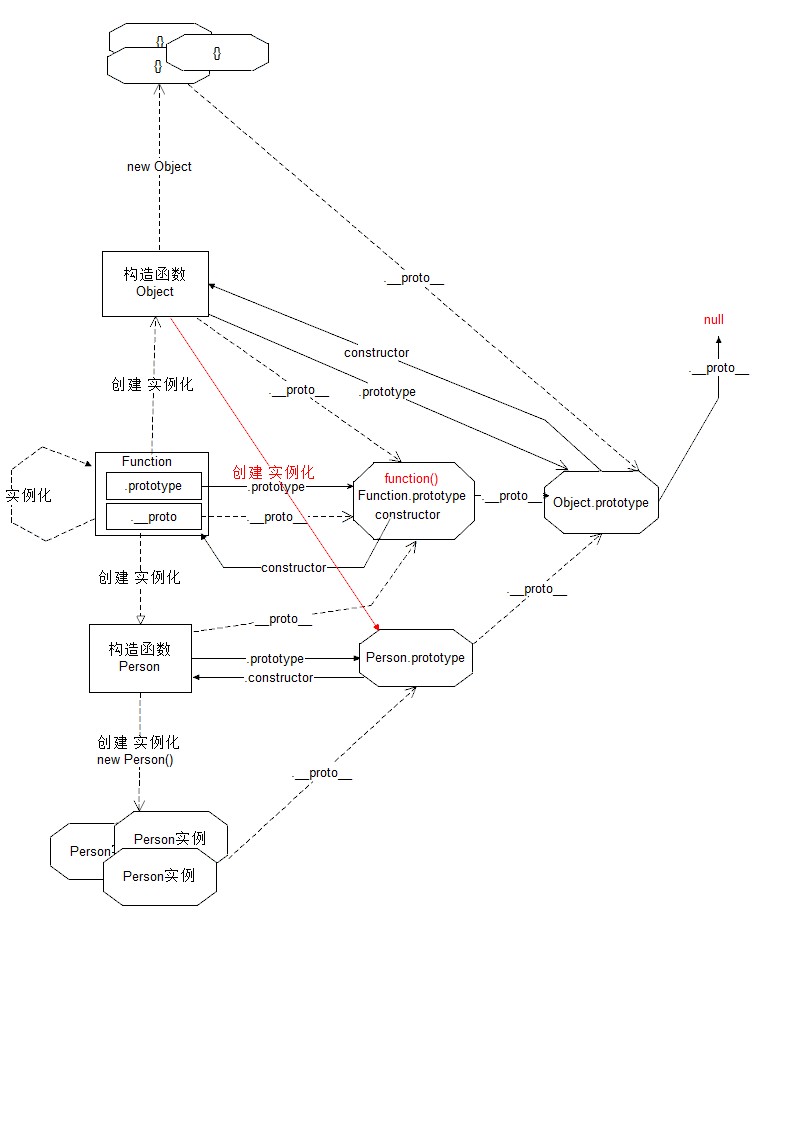 {}
{}
{}
new Object
构造函数
Object
.__proto__
null
constructor
.__proto__
创建 实例化
.__proto__
.prototype
Function
创建 实例化
function()
.prototype
.prototype
Function.prototype
.__proto__
Object.prototype
实例化
.__proto
.__proto__
constructor
constructor
创建 实例化
.__proto__
.__proto__
构造函数
Person
.prototype
Person.prototype
.constructor
创建 实例化
new Person()
.__proto__
Person实例
Person
Person实例